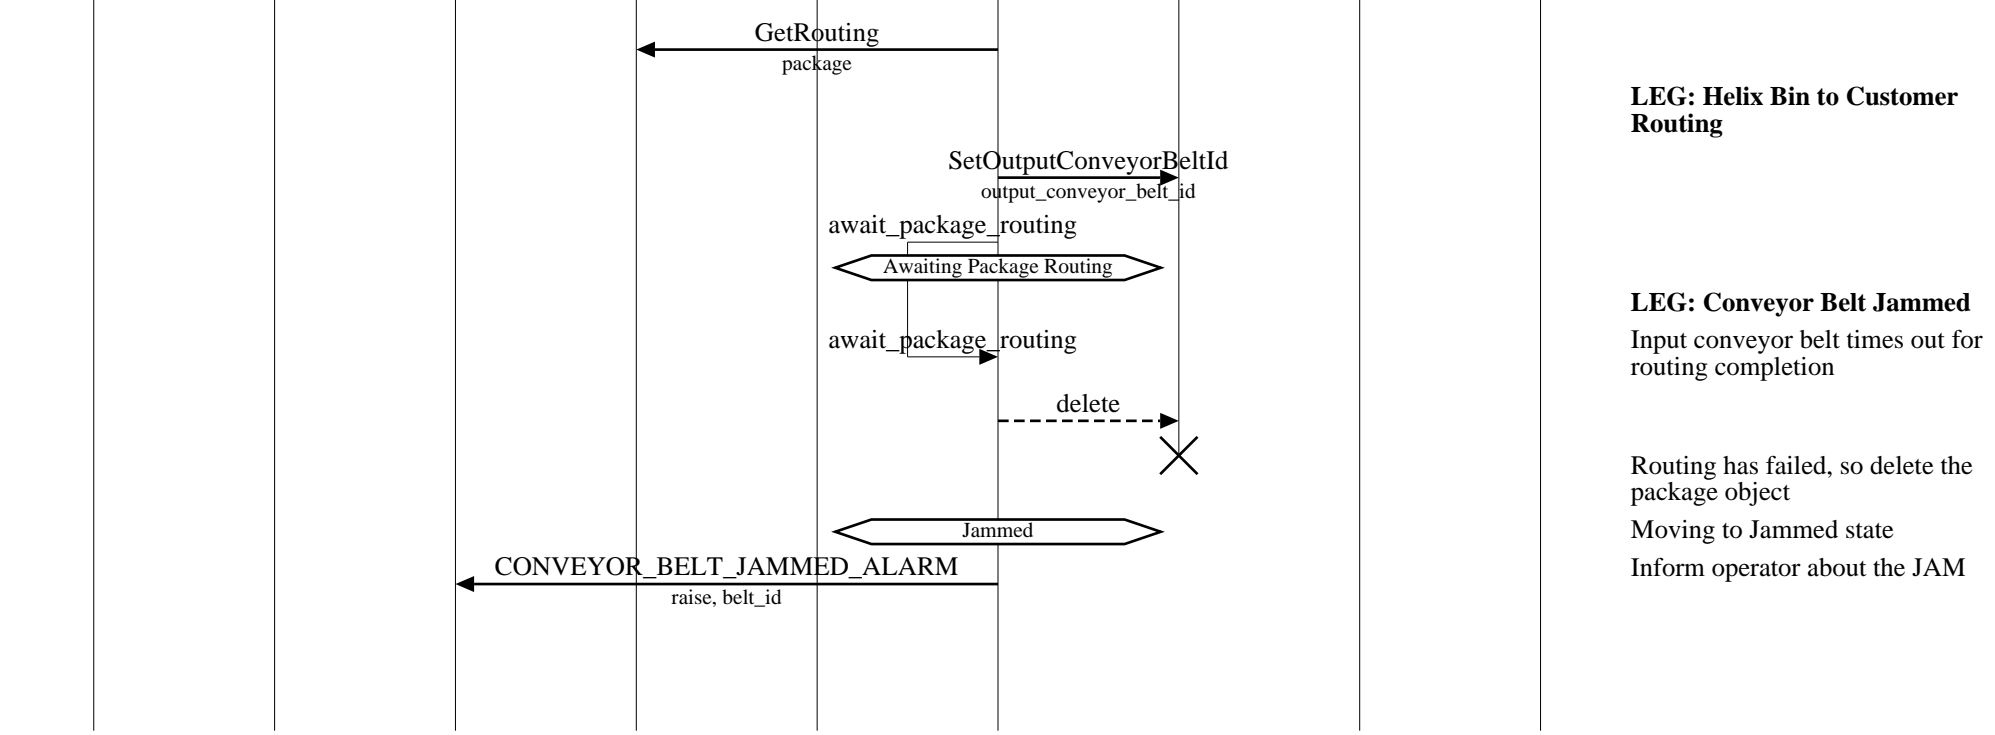 GetRouting
package
LEG: Helix Bin to Customer
Routing
SetOutputConveyorBeltId
output_conveyor_belt_id
await_package_routing
Awaiting Package Routing
LEG: Conveyor Belt Jammed
await_package_routing
Input conveyor belt times out for
routing completion
delete
Routing has failed, so delete the
package object
Jammed
Moving to Jammed state
CONVEYOR_BELT_JAMMED_ALARM
Inform operator about the JAM
raise, belt_id